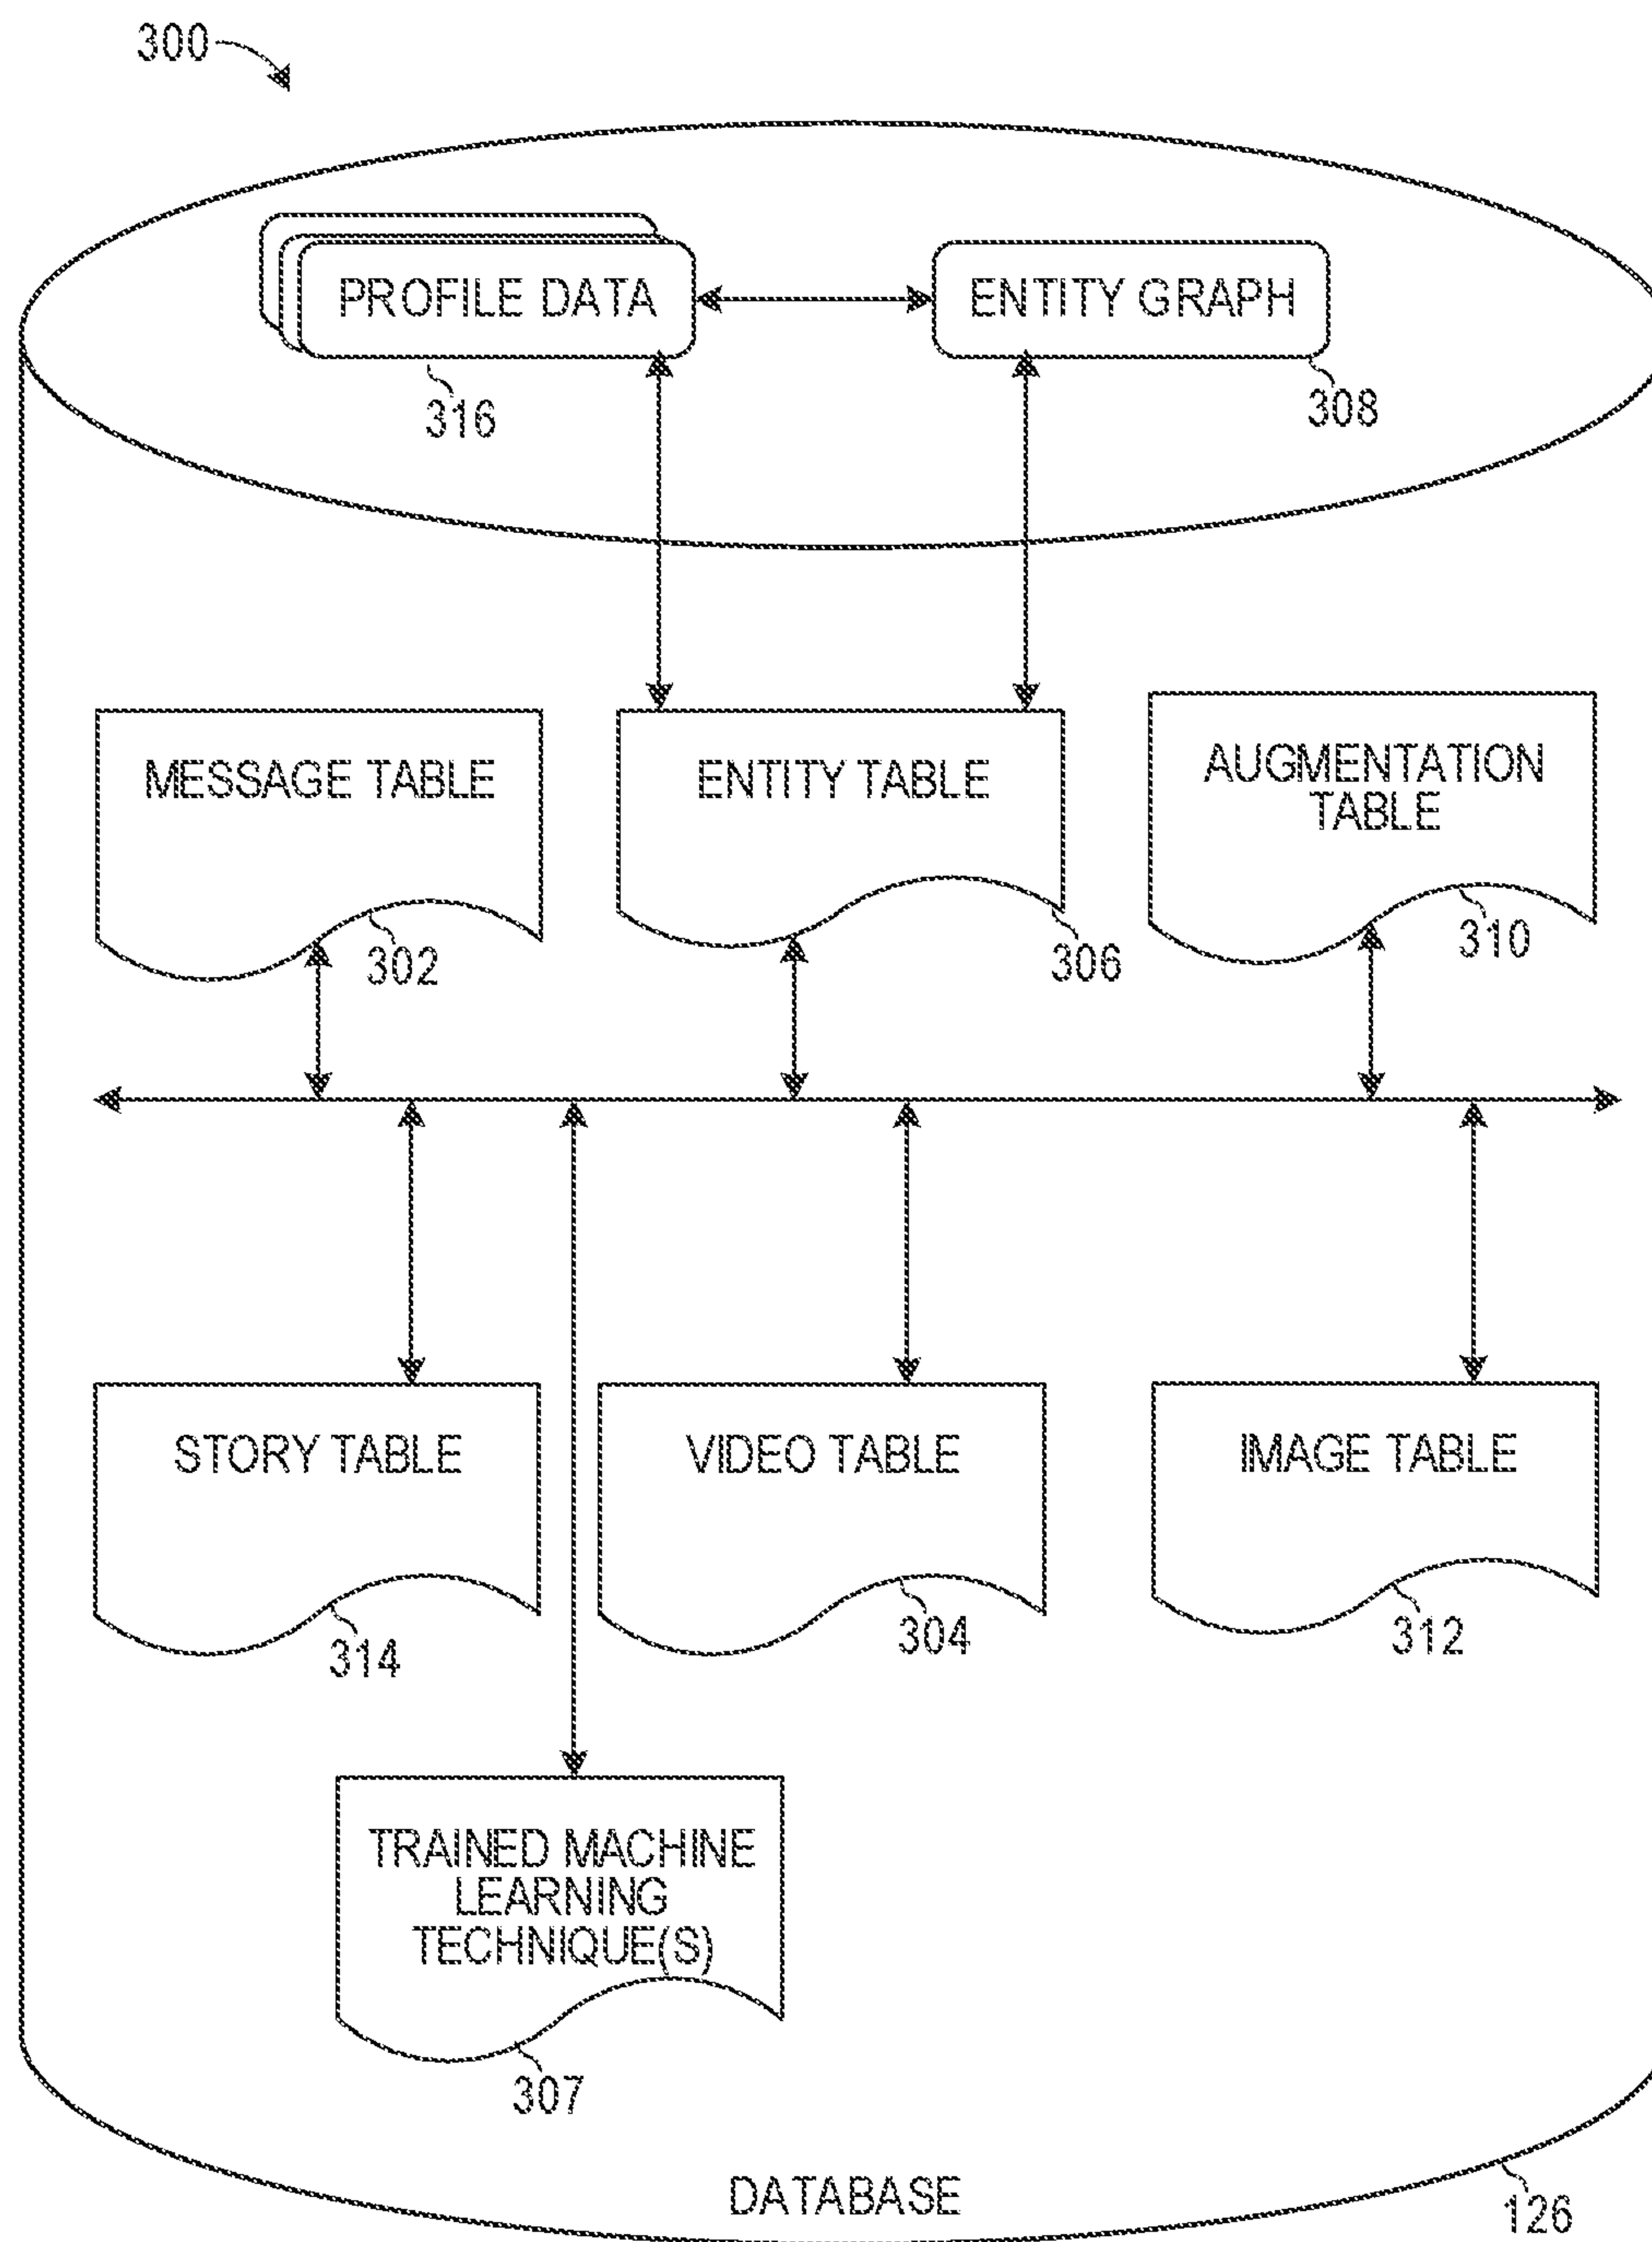 300
PROFILE DATA
ENTITY GRAPH
316
308
MESSAGE TABLE
ENTITY TABLE
AUGMENTATION
TABLE
302
306
310
STORY TABLE
VIDEO TABLE
IMAGE TABLE
314
304
312
TRAINED MACHINE
LEARNING
TECHNIQUE(S)
307
DATABASE
126